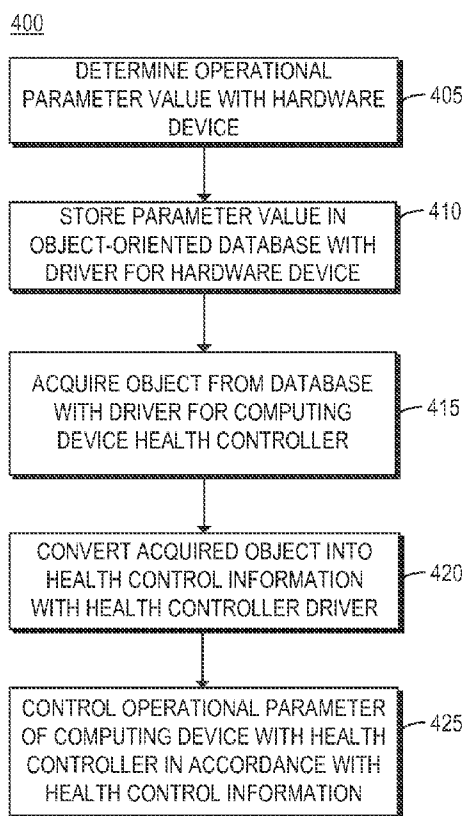 400
DETERMINE OPERATIONAL
PARAMETER VALUE WITH HARDWARE
DEVICE
405
STORE PARAMETER VALUE IN
OBJECT-ORIENTED DATABASE WITH
DRIVER FOR HARDWARE DEVICE
410
ACQUIRE OBJECT FROM DATABASE
WITH DRIVER FOR COMPUTING
DEVICE HEALTH CONTROLLER
415
CONVERT ACQUIRED OBJECT INTO
HEALTH CONTROL INFORMATION
WITH HEALTH CONTROLLER DRIVER
420
CONTROL OPERATIONAL PARAMETER
OF COMPUTING DEVICE WITH HEALTH
CONTROLLER IN ACCORDANCE WITH
HEALTH CONTROL INFORMATION
425